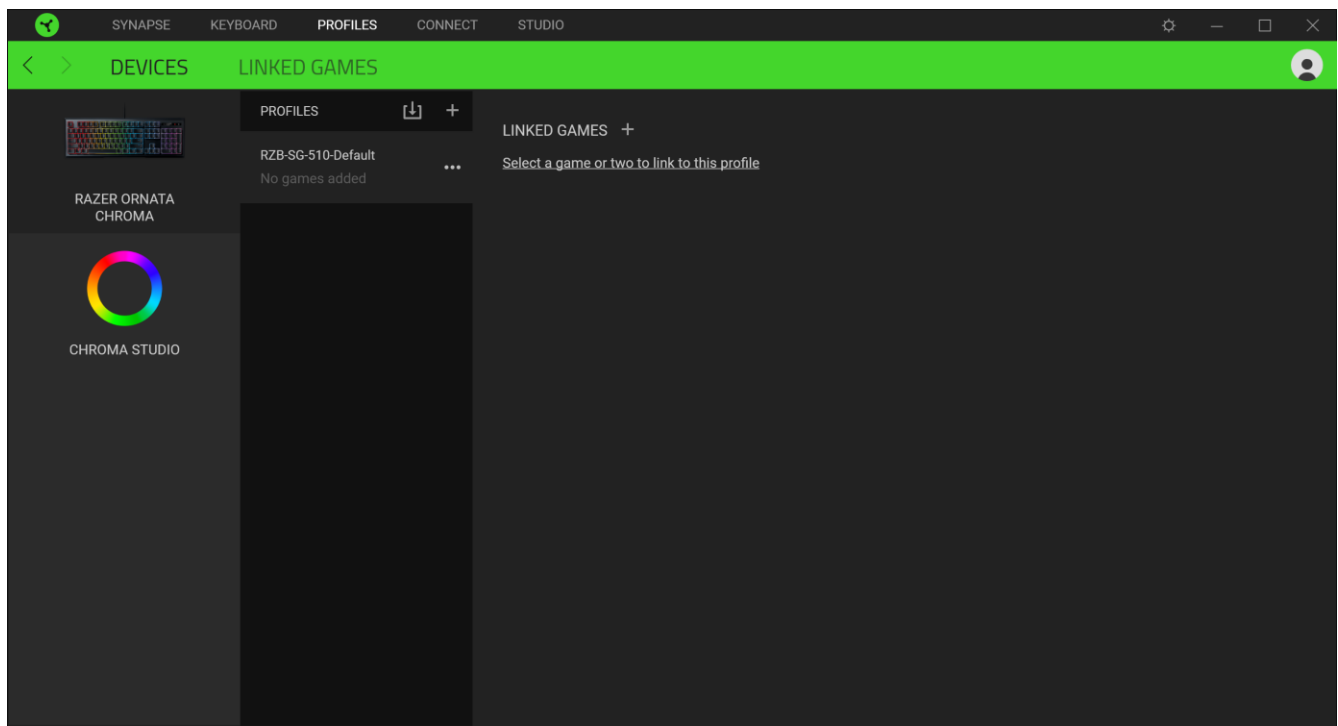 SYNAPSE KEYBOARD PROFILES CONNECT STUDIO
DEVICES LINKED GAMES
RAZER ORNATA
CHROMA
CHROMA STUDIO
PROFILES
RZB-SG-510-Default
No games added
LINKED GAMES
Select a game or two to link to this profile